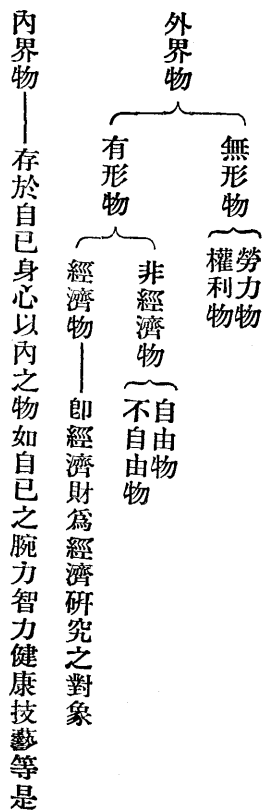 外界物
無形物
勞力物
權利物
有形物
非經濟物
自由物
不自由物
經濟物——卽經濟財爲經濟研究之對象
內界物——存於自已身心以內之物如自已之腕力智力健康技藝等是